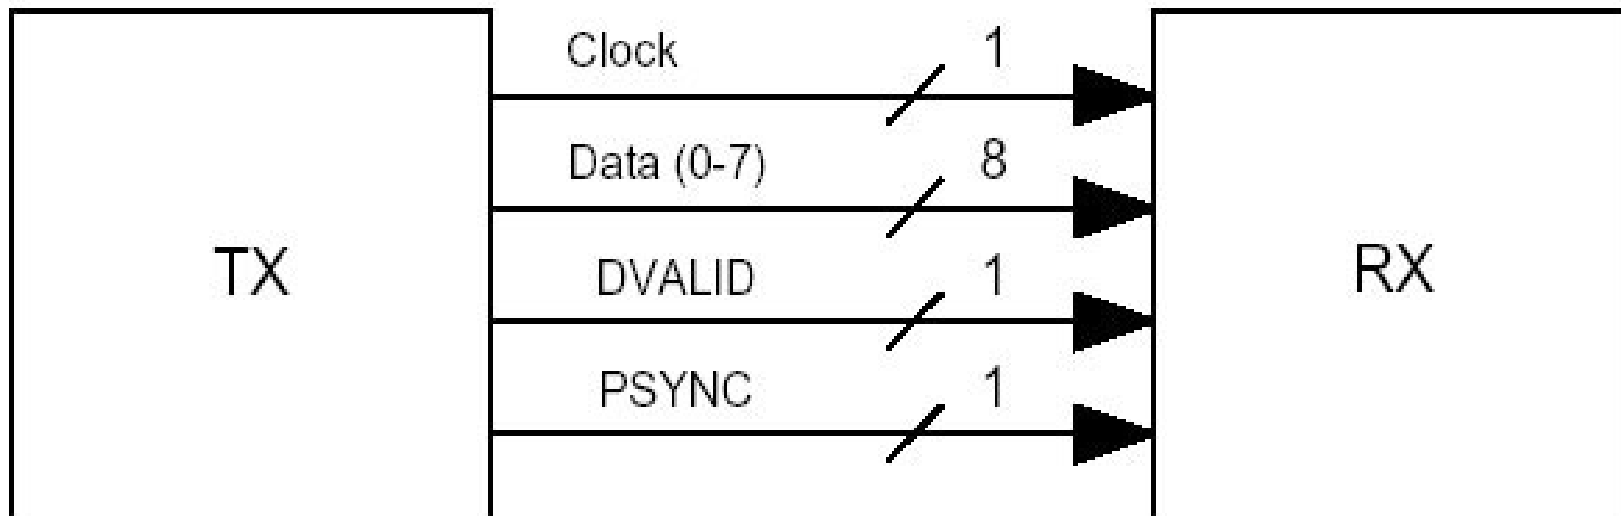 Clock 1
Data (0-7) 8
TX
DVALID 1
RX
PSYNC 1